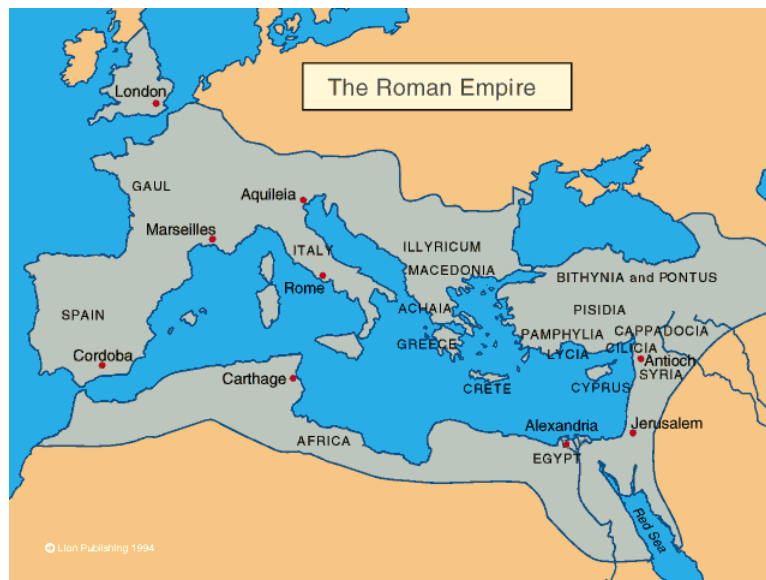 The Roman Empire
London
GAUL
Aquileia
Marseilles
ITALY
ILLYRICUM
MACEDONIA
Rome
BITHYNIA and PONTUS
SPAIN
ACHAIA
PISIDIA
GREECE
PAMPHYLIA
CAPPADOCIA
LYCIA
CILICIA
Cordoba
Antioch
Carthage
CRETE
CYPRUS
SYRIA
AFRICA
Alexandria
Jerusalem
EGYPT
Red Sea
Lion Publishing 1994